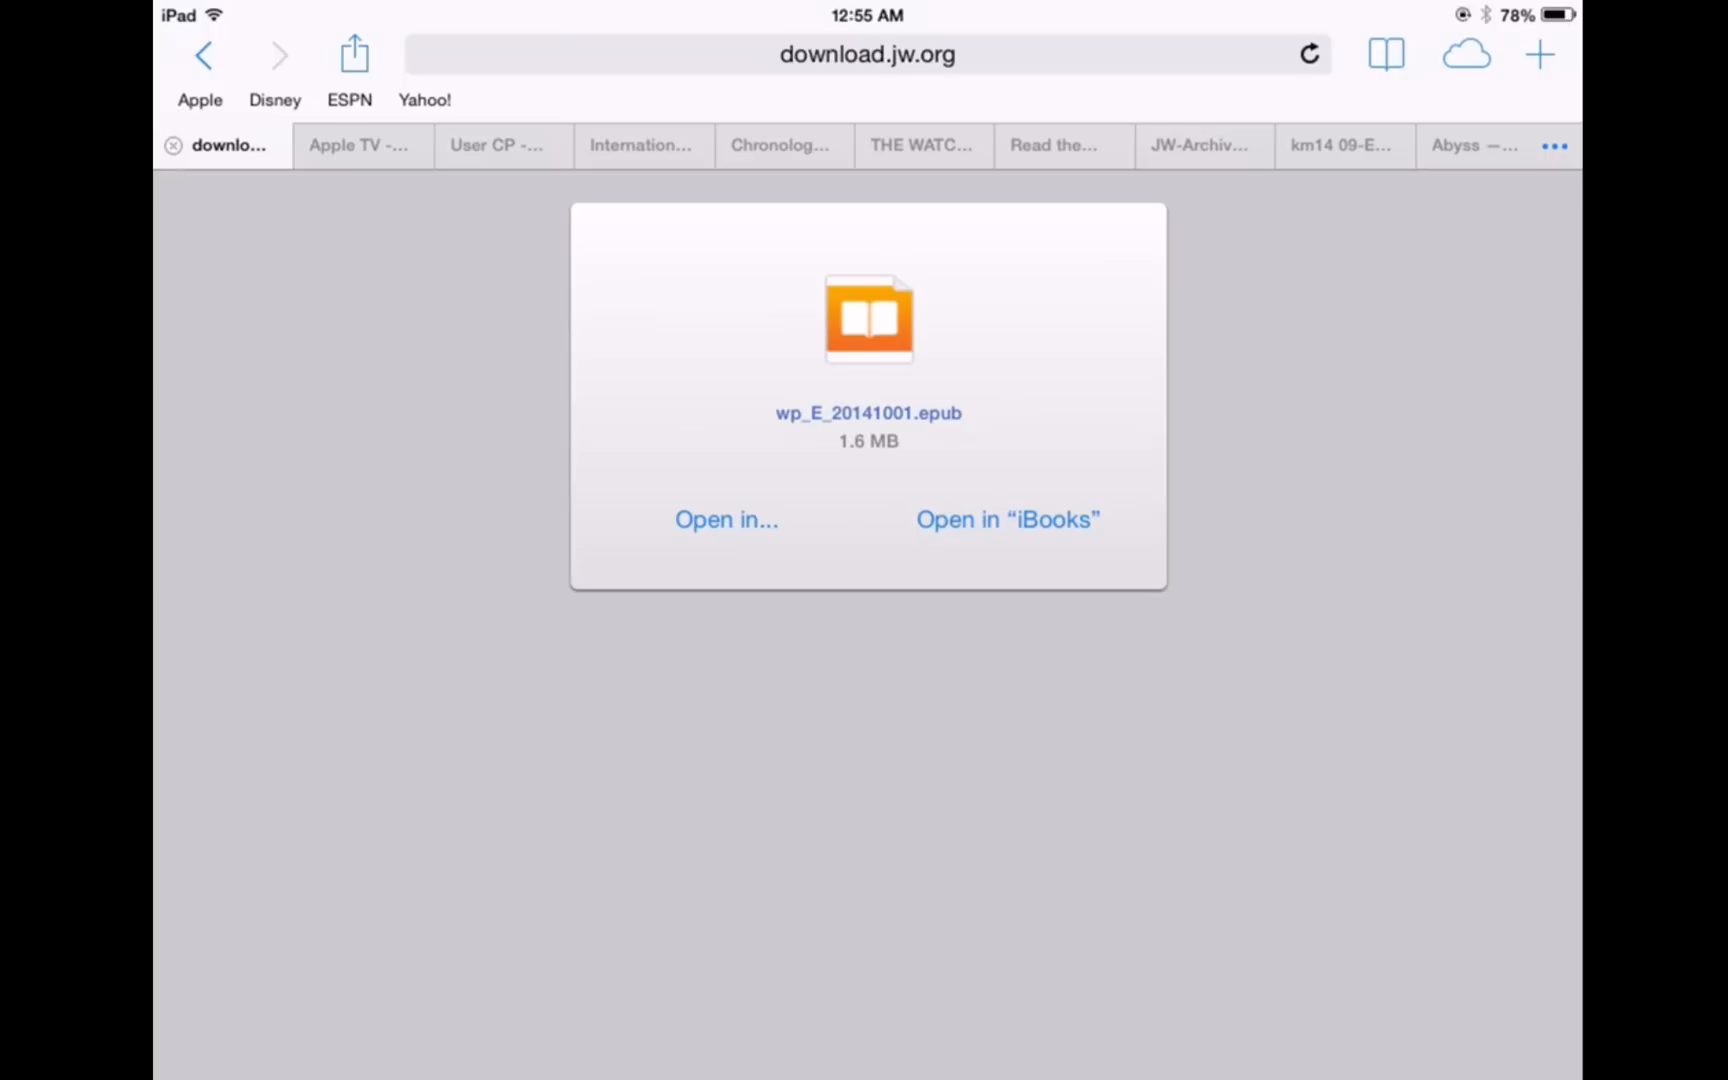 iPad 12:55 AM 78%
download.jw.org
Apple Disney ESPN Yahoo!
downlo... Apple TV -... User CP -... Internation... Chronolog... THE WATC... Read the... JW-Archiv... km14 09-E... Abyss —...
wp_E_20141001.epub
1.6 MB
Open in... Open in “iBooks”